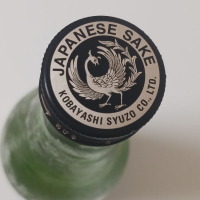 JAPANESE SAKE
KOBAYASHI SYUZO CO., LTD.